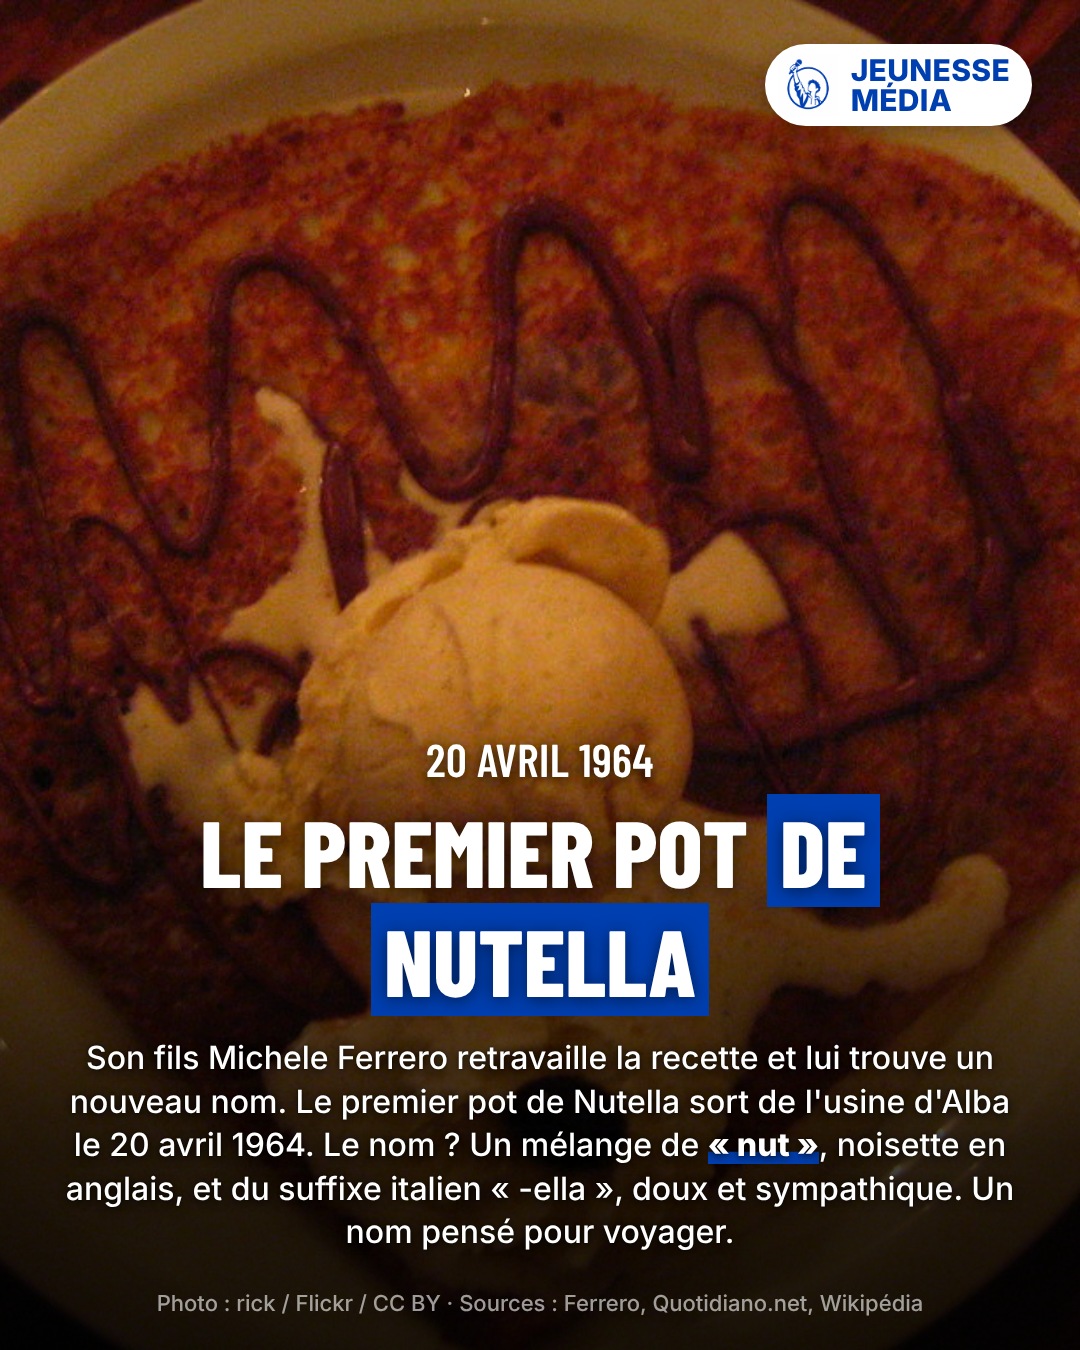 JEUNESSE
MÉDIA
20 AVRIL 1964
LE PREMIER POT DE
NUTELLA
Son fils Michele Ferrero retravaille la recette et lui trouve un
nouveau nom. Le premier pot de Nutella sort de l'usine d'Alba
le 20 avril 1964. Le nom ? Un mélange de « nut », noisette en
anglais, et du suffixe italien « -ella », doux et sympathique. Un
nom pensé pour voyager.
Photo : rick / Flickr / CC BY · Sources : Ferrero, Quotidiano.net, Wikipédia